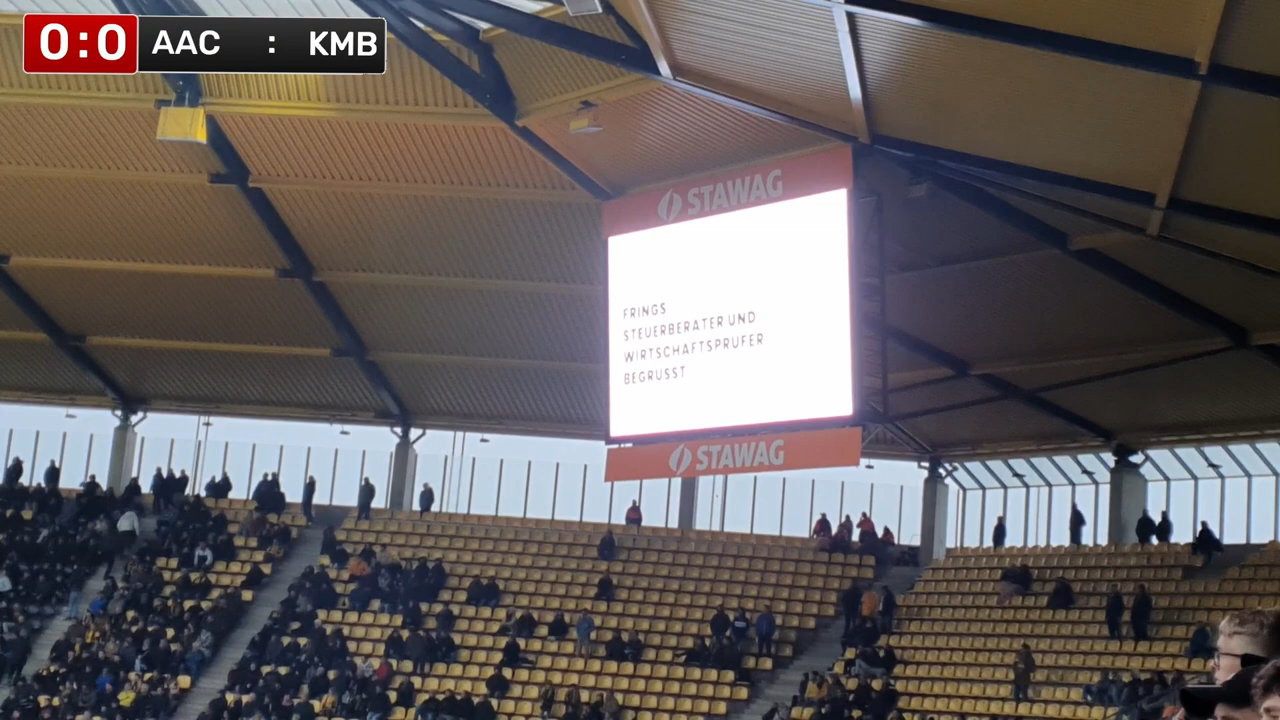 0:0 AAC : KMB
STAWAG
FRINGS
STEUERBERATER UND
WIRTSCHAFTSPRUFER
BEGRUSST
STAWAG